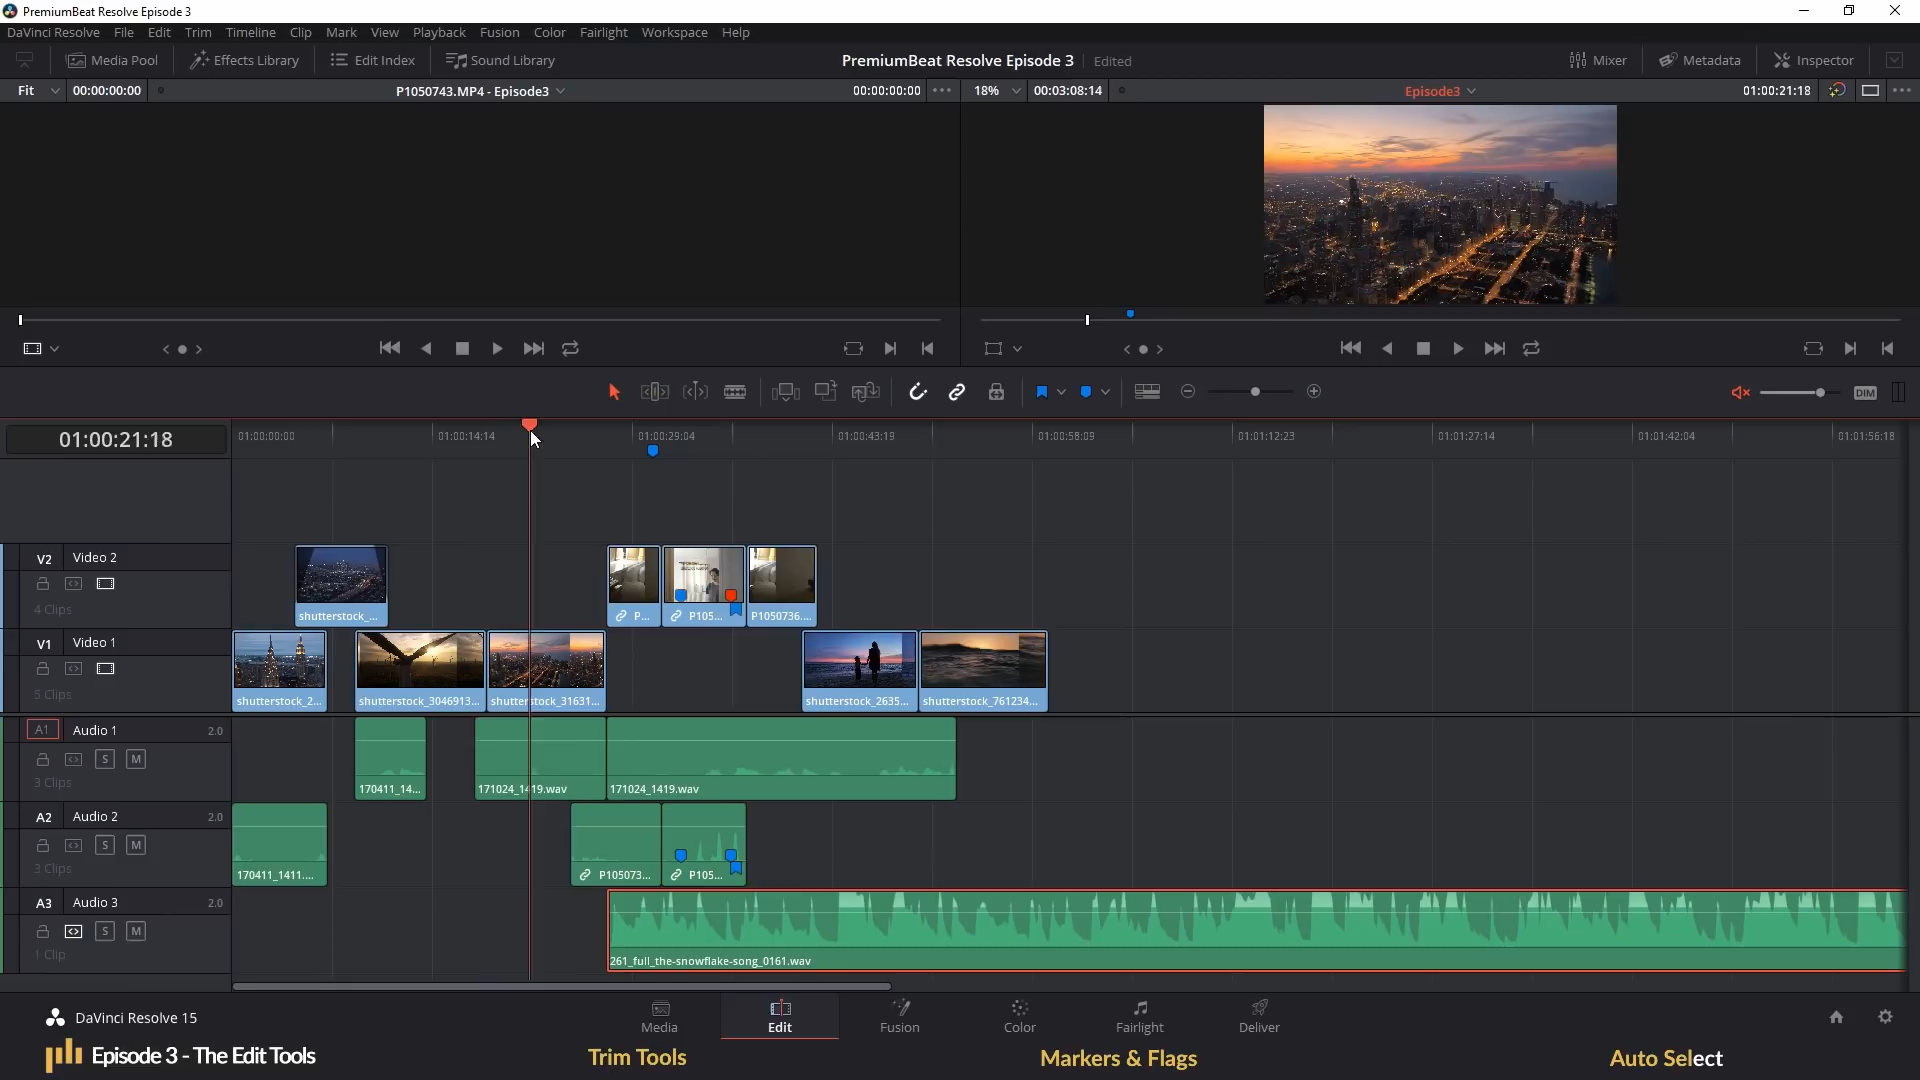 PremiumBeat Resolve Episode 3
DaVinci Resolve File Edit Trim Timeline Clip Mark View Playback Fusion Color Fairlight Workspace Help
Media Pool Effects Library Edit Index Sound Library PremiumBeat Resolve Episode 3 Edited Mixer Metadata Inspector
Fit 00:00:00:00 P1050743.MP4 - Episode3 00:00:00:00 ••• 18% 00:03:08:14 Episode3 01:00:21:18 •••
DIM
01:00:21:18 01:00:00:00 01:00:14:14 01:00:29:04 01:00:43:19 01:00:58:09 01:01:12:23 01:01:27:14 01:01:42:04 01:01:56:18
V2 Video 2
4 Clips
shutterstock_... P... P105... P1050736....
V1 Video 1
5 Clips
shutterstock_2... shutterstock_3046913... shutterstock_31631... shutterstock_2635... shutterstock_761234...
A1 Audio 1 2.0
S M
3 Clips
170411_14... 171024_1419.wav 171024_1419.wav
A2 Audio 2 2.0
S M
3 Clips
170411_1411.... P105073... P105...
A3 Audio 3 2.0
S M
1 Clip
261_full_the-snowflake-song_0161.wav
DaVinci Resolve 15 Media Edit Fusion Color Fairlight Deliver
Episode 3 - The Edit Tools Trim Tools Markers & Flags Auto Select